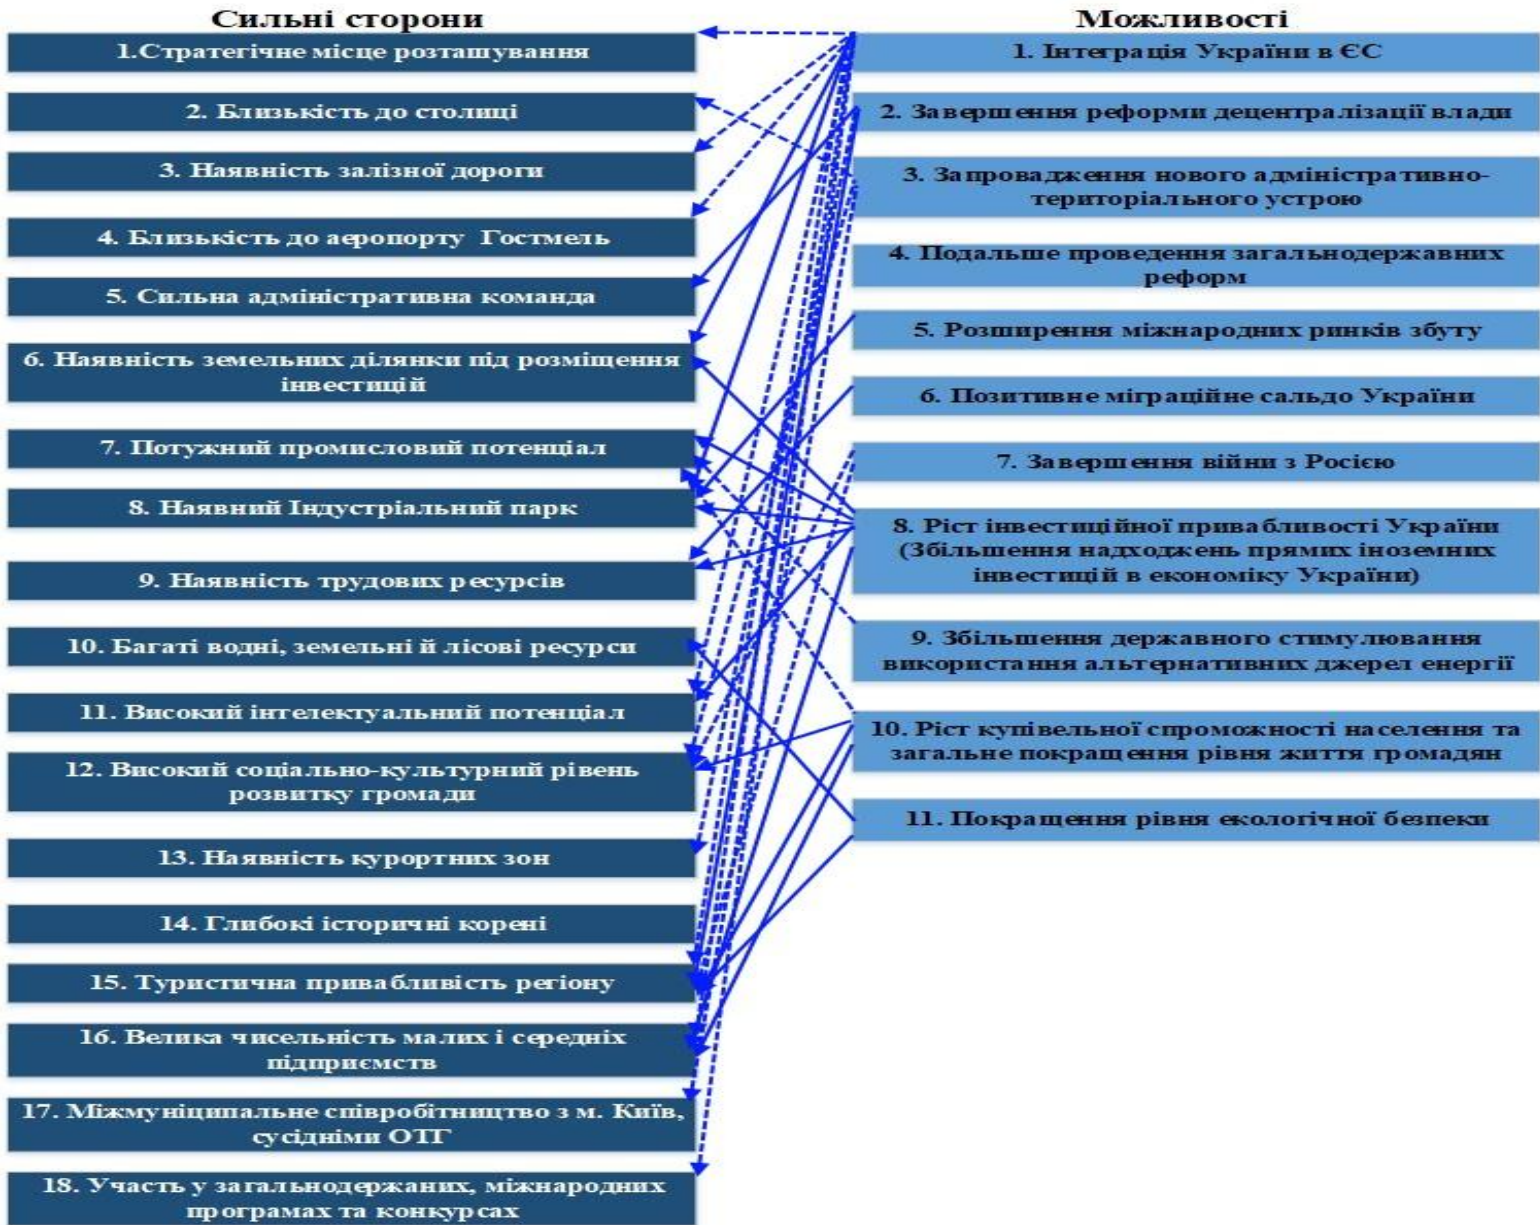 Сильні сторони
1.Стратегічне місце розташування
2. Близькість до столиці
3. Наявність залізної дороги
4. Близькість до аеропорту Гостмель
5. Сильна адміністративна команда
6. Наявність земельних ділянки під розміщення
інвестицій
7. Потужний промисловий потенціал
8. Наявний Індустріальний парк
9. Наявність трудових ресурсів
10. Багаті водні, земельні й лісові ресурси
11. Високий інтелектуальний потенціал
12. Високий соціально-культурний рівень
розвитку громади
13. Наявність курортних зон
14. Глибокі історичні корені
15. Туристична привабливість регіону
16. Велика чисельність малих і середніх
підприємств
17. Міжмуніципальне співробітництво з м. Київ,
сусідніми ОТГ
18. Участь у загальнодержаних, міжнародних
програмах та конкурсах
Можливості
1. Інтеграція України в ЄС
2. Завершення реформи децентралізації влади
3. Запровадження нового адміністративно-
територіального устрою
4. Подальше проведення загальнодержавних
реформ
5. Розширення міжнародних ринків збуту
6. Позитивне міграційне сальдо України
7. Завершення війни з Росією
8. Ріст інвестиційної привабливості України
(Збільшення надходжень прямих іноземних
інвестицій в економіку України)
9. Збільшення державного стимулювання
використання альтернативних джерел енергії
10. Ріст купівельної спроможності населення та
загальне покращення рівня життя громадян
11. Покращення рівня екологічної безпеки